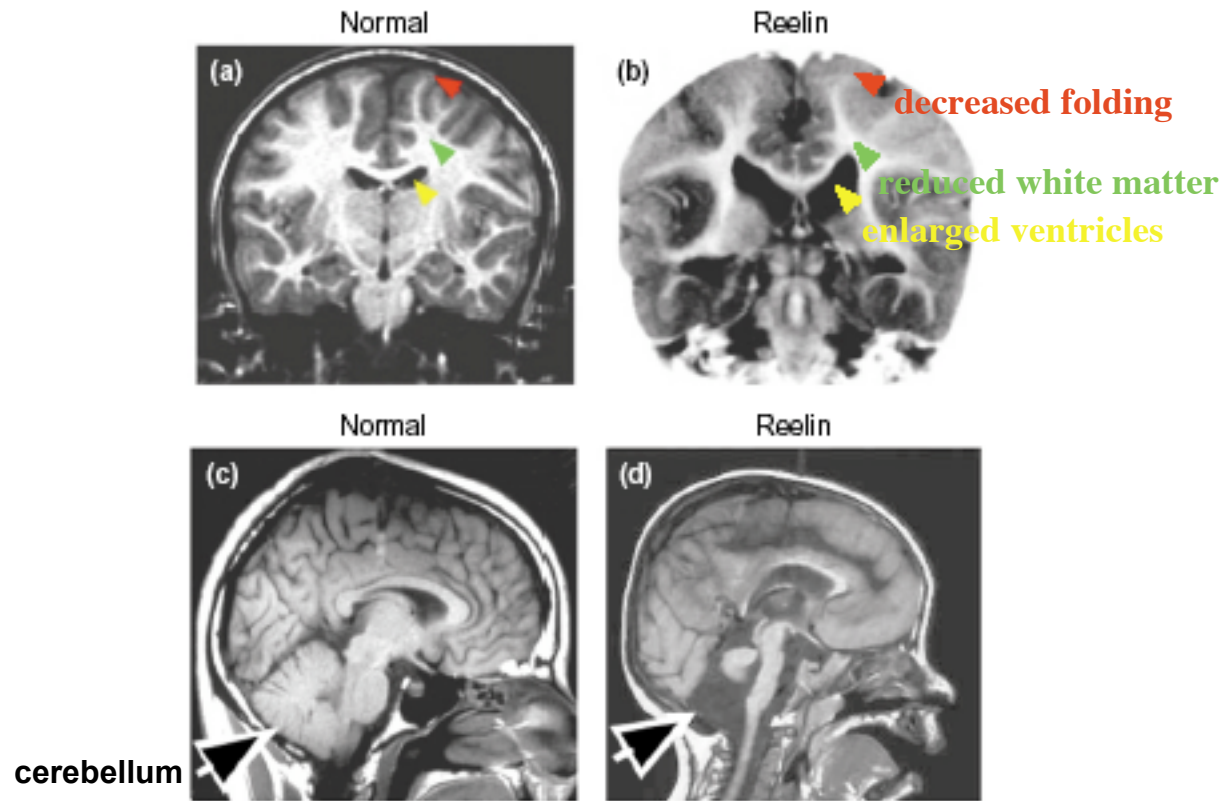 Normal
Reelin
(a)
(b)
decreased folding
reduced white matter
enlarged ventricles
Normal
Reelin
(c)
(d)
cerebellum